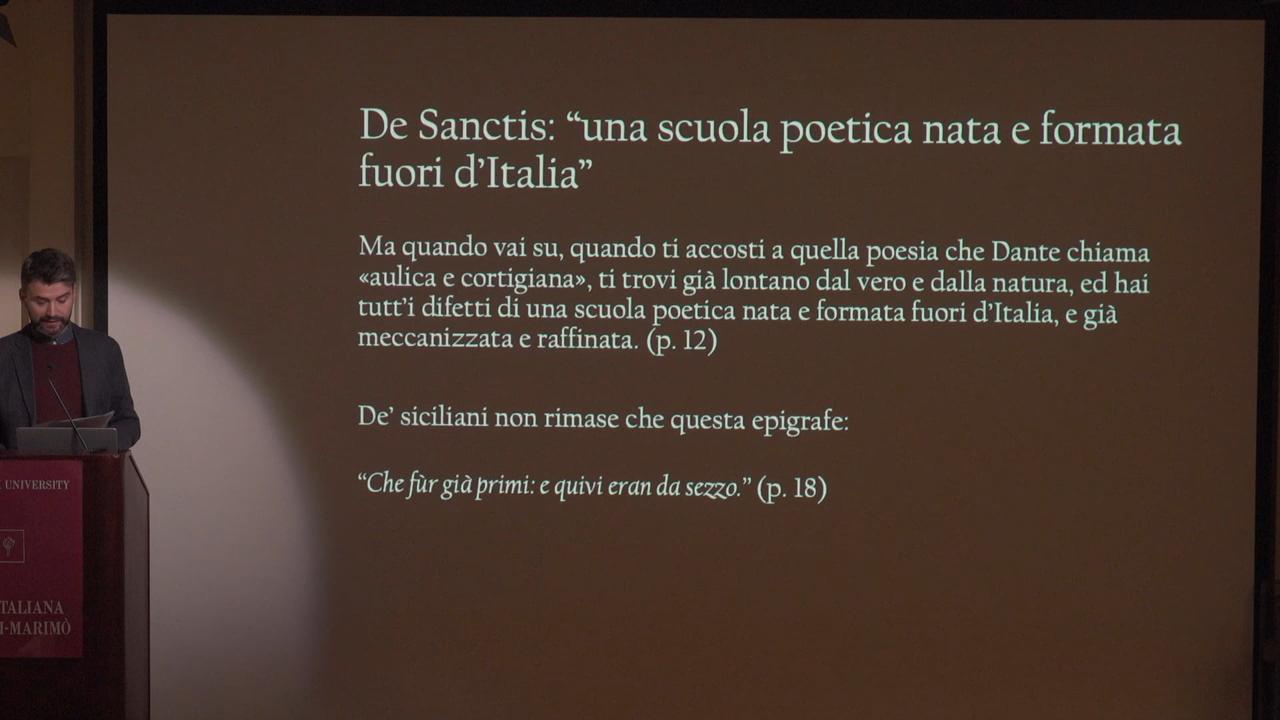 De Sanctis: “una scuola poetica nata e formata
fuori d’Italia”
Ma quando vai su, quando ti accosti a quella poesia che Dante chiama
«aulica e cortigiana», ti trovi già lontano dal vero e dalla natura, ed hai
tutt’i difetti di una scuola poetica nata e formata fuori d’Italia, e già
meccanizzata e raffinata. (p. 12)
De’ siciliani non rimase che questa epigrafe:
“Che fùr già primi: e quivi eran da sezzo.” (p. 18)
UNIVERSITY
TALIANA
I-MARIMÒ